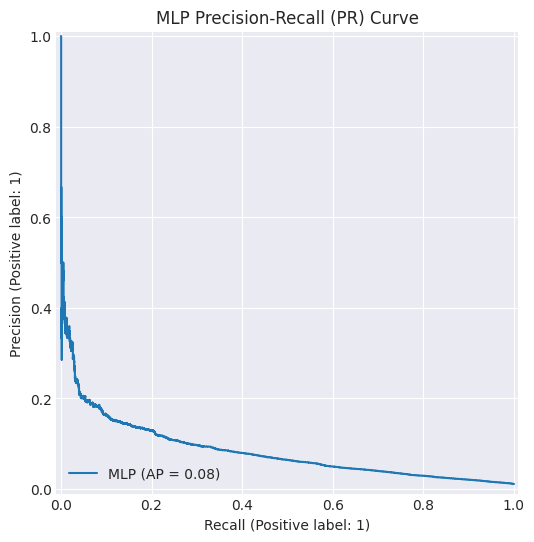 MLP Precision-Recall (PR) Curve
1.0
0.8
0.6
0.4
0.2
0.0
Precision (Positive label: 1)
MLP (AP = 0.08)
0.0 0.2 0.4 0.6 0.8 1.0
Recall (Positive label: 1)